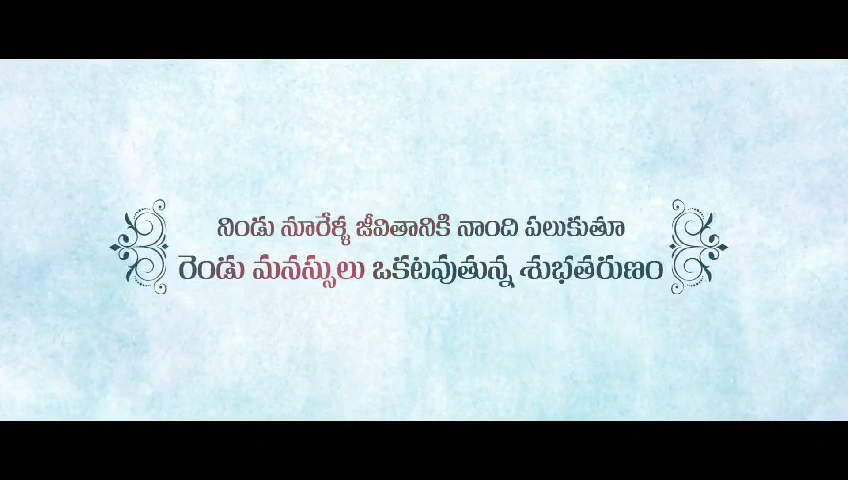 నిండు నూరేళ్ళ జీవితానికి నాంది పలుకుతూ
రెండు మనస్సులు ఒకటవుతున్న శుభతరుణం